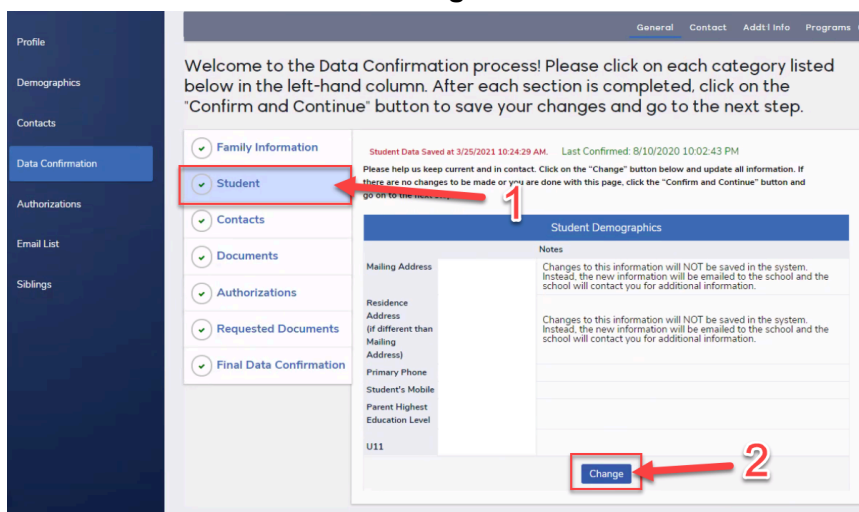 General Contact Addt'l Info Programs
Profile
Demographics
Contacts
Data Confirmation
Authorizations
Email List
Siblings
Welcome to the Data Confirmation process! Please click on each category listed
below in the left-hand column. After each section is completed, click on the
"Confirm and Continue" button to save your changes and go to the next step.
Family Information
Student
Contacts
Documents
Authorizations
Requested Documents
Final Data Confirmation
Student Data Saved at 3/25/2021 10:24:29 AM. Last Confirmed: 8/10/2020 10:02:43 PM
Please help us keep current and in contact. Click on the "Change" button below and update all information. If
there are no changes to be made or you are done with this page, click the "Confirm and Continue" button and
go on to the next
1
Student Demographics
Notes
Mailing Address
Changes to this information will NOT be saved in the system.
Instead, the new information will be emailed to the school and the
school will contact you for additional information.
Residence
Address
(if different than
Mailing
Address)
Changes to this information will NOT be saved in the system.
Instead, the new information will be emailed to the school and the
school will contact you for additional information.
Primary Phone
Student's Mobile
Parent Highest
Education Level
U11
Change
2